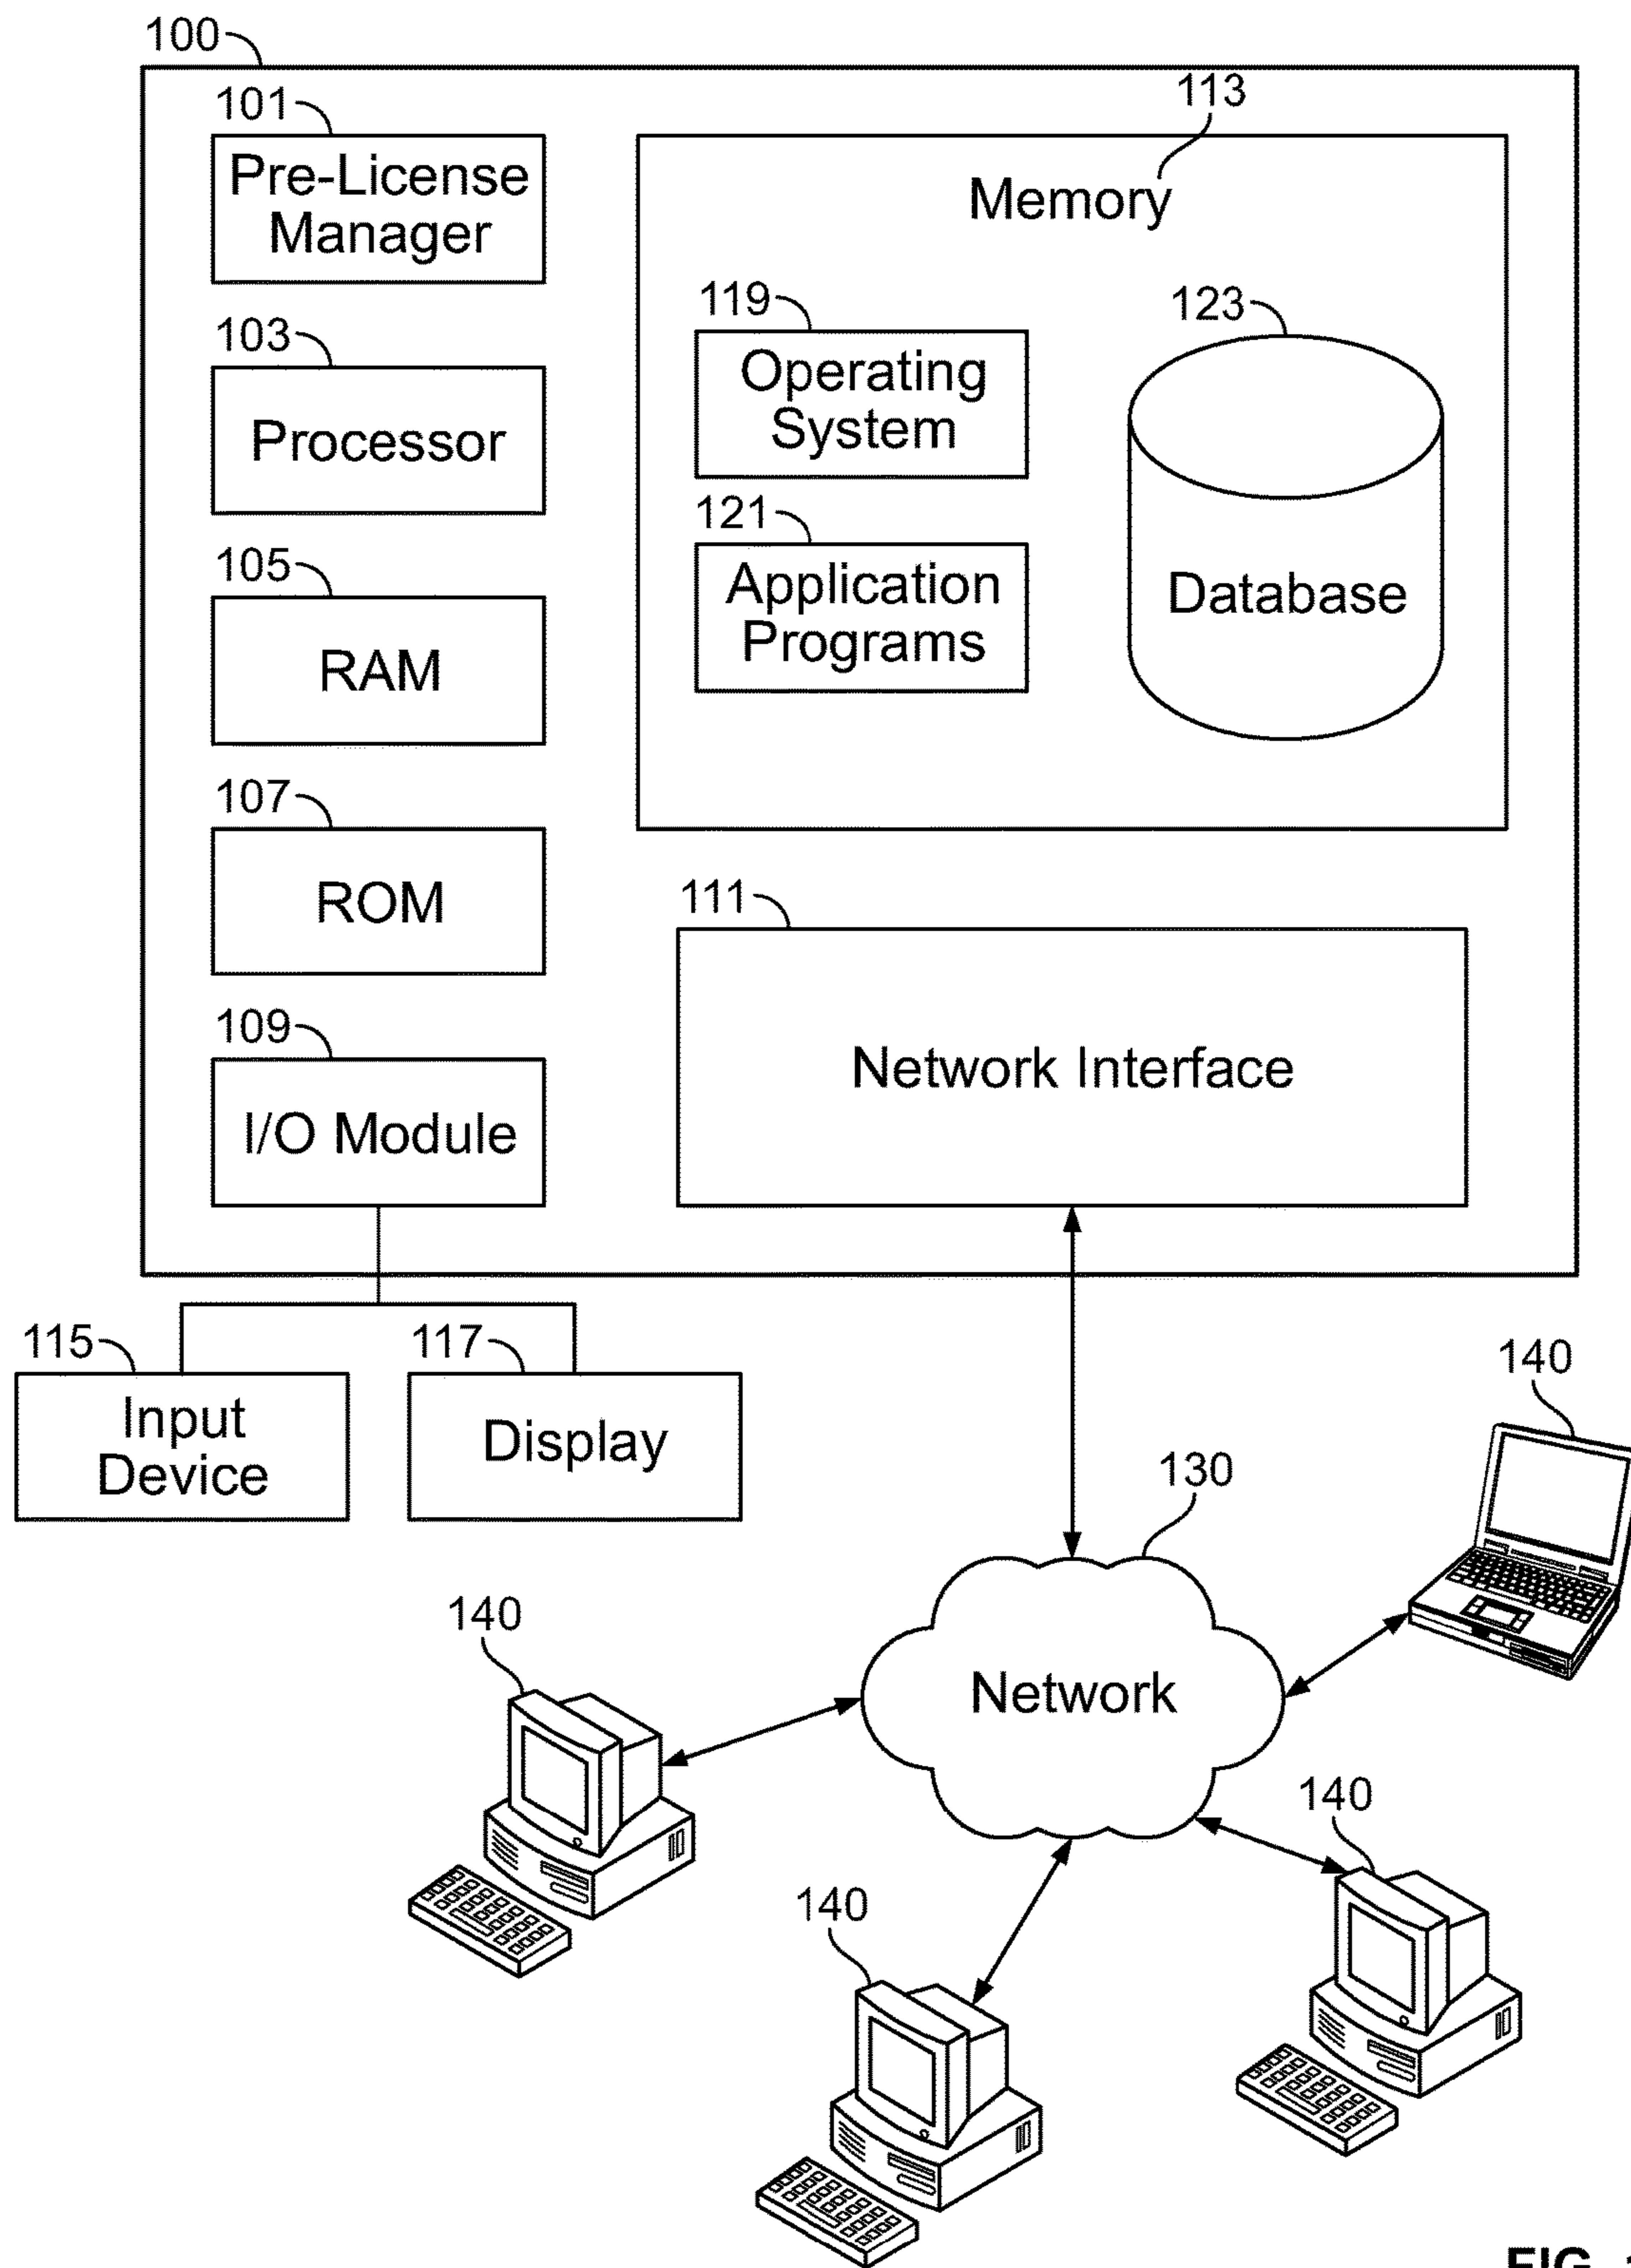 100
101
Pre-License
Manager
113
Memory
103
Processor
119
Operating
System
123
Database
121
Application
Programs
105
RAM
107
ROM
111
Network Interface
109
I/O Module
115
Input
Device
117
Display
140
130
Network
140
140
140
FIG.